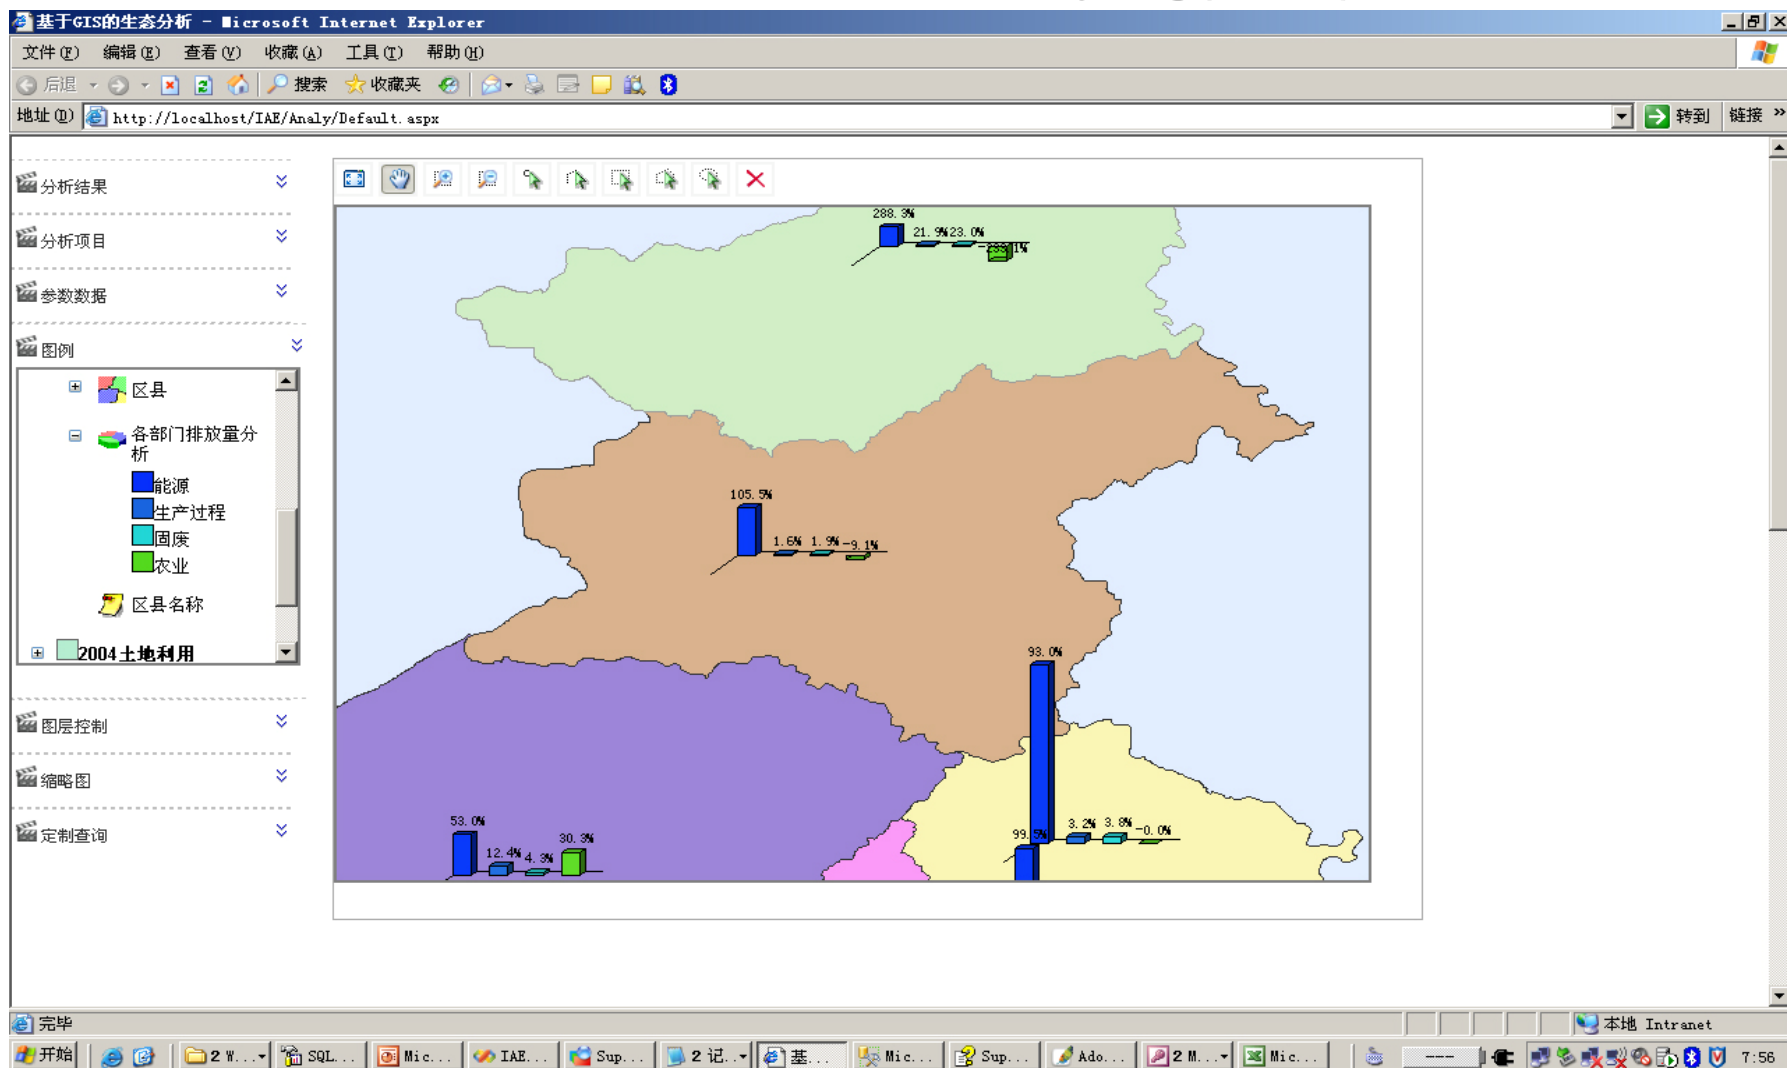 基于GIS的生态分析 - Microsoft Internet Explorer
文件(F) 编辑(E) 查看(V) 收藏(A) 工具(T) 帮助(H)
后退 搜索 收藏夹
地址(D) http://localhost/IAE/Analy/Default.aspx 转到 链接 »
分析结果
分析项目
参数数据
图例
区县
各部门排放量分
析
能源
生产过程
固废
农业
区县名称
2004土地利用
图层控制
缩略图
定制查询
288.3%
21.9% 23.0%
105.5%
1.6% 1.9% -9.1%
93.0%
3.2% 3.8% -0.0%
99.5%
53.0%
12.4% 4.3% 30.3%
完毕 本地 Intranet
开始 2 W... SQL... Mic... IAE... Sup... 2 记... 基... Mic... Sup... Ado... 2 M... Mic... --- 7:56